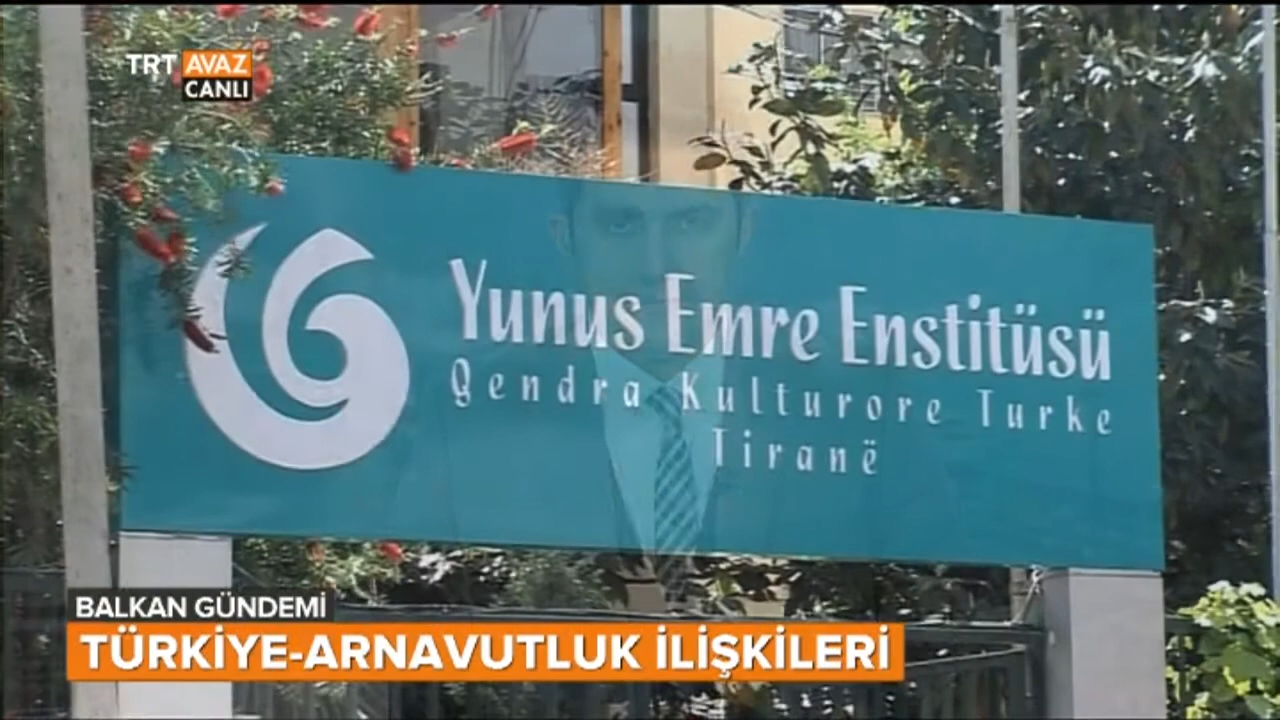 TRT AVAZ
CANLI
Yunus Emre Enstitüsü
Qendra Kulturore Turke
Tiranë
BALKAN GÜNDEMİ
TÜRKİYE-ARNAVUTLUK İLİŞKİLERİ